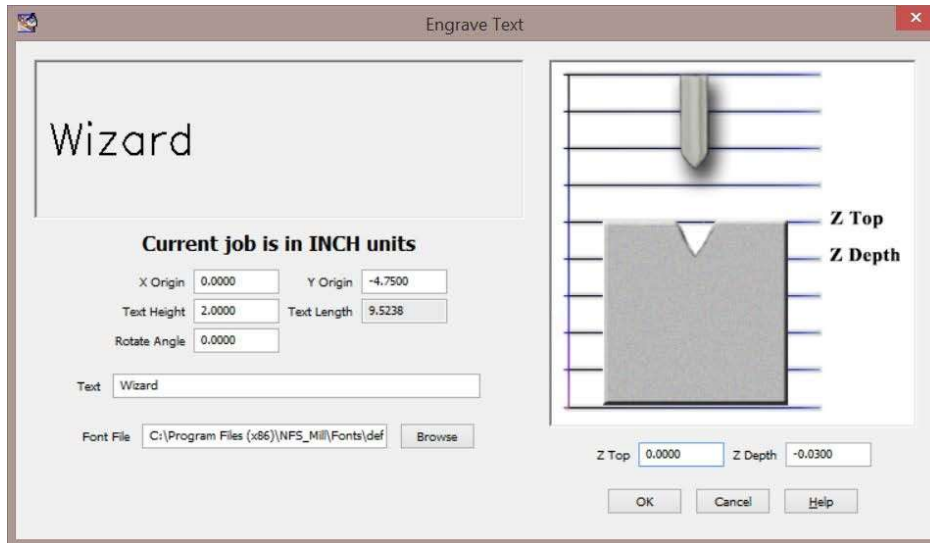 Engrave Text
Wizard
Current job is in INCH units
X Origin 0.0000 Y Origin -4.7500
Text Height 2.0000 Text Length 9.5238
Rotate Angle 0.0000
Text Wizard
Font File C:\Program Files (x86)\NFS_Mill\Fonts\def Browse
Z Top
Z Depth
Z Top 0.0000 Z Depth -0.0300
OK Cancel Help